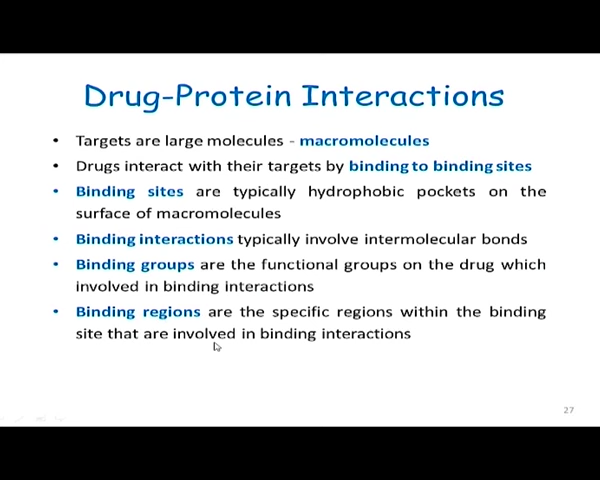 Drug-Protein Interactions
• Targets are large molecules - macromolecules
• Drugs interact with their targets by binding to binding sites
• Binding sites are typically hydrophobic pockets on the
surface of macromolecules
• Binding interactions typically involve intermolecular bonds
• Binding groups are the functional groups on the drug which
involved in binding interactions
• Binding regions are the specific regions within the binding
site that are involved in binding interactions
27